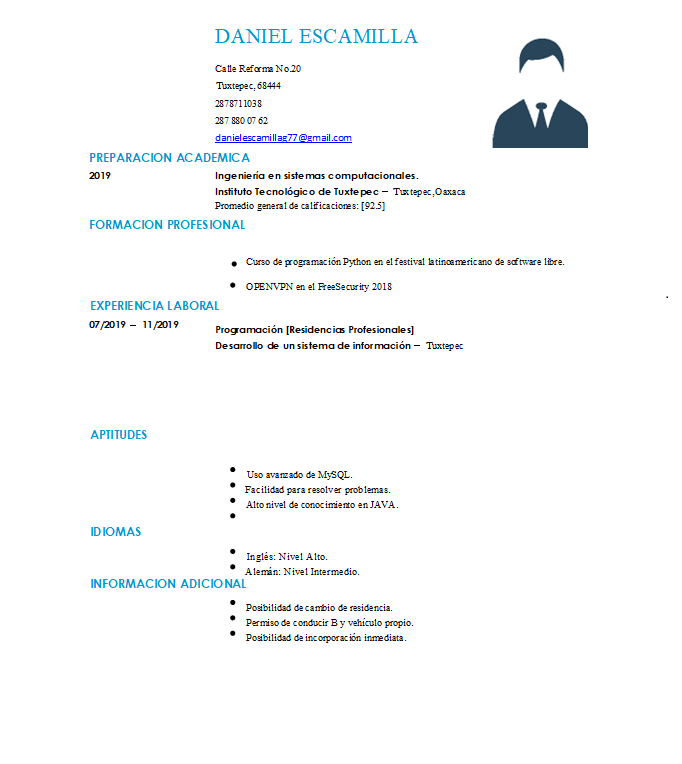 DANIEL ESCAMILLA
Calle Reforma No.20
Tuxtepec, 68444
2878711038
287 880 07 62
danielescamillag77@gmail.com
PREPARACION ACADEMICA
2019 Ingeniería en sistemas computacionales.
Instituto Tecnológico de Tuxtepec – Tuxtepec,Oaxaca
Promedio general de calificaciones: [92.5]
FORMACION PROFESIONAL
• Curso de programación Python en el festival latinoamericano de software libre.
• OPENVPN en el FreeSecurity 2018
.
EXPERIENCIA LABORAL
07/2019 – 11/2019 Programación [Residencias Profesionales]
Desarrollo de un sistema de información – Tuxtepec
APTITUDES
• Uso avanzado de MySQL.
• Facilidad para resolver problemas.
• Alto nivel de conocimiento en JAVA.
•
IDIOMAS
• Inglés: Nivel Alto.
• Alemán: Nivel Intermedio.
INFORMACION ADICIONAL
• Posibilidad de cambio de residencia.
• Permiso de conducir B y vehículo propio.
• Posibilidad de incorporación inmediata.